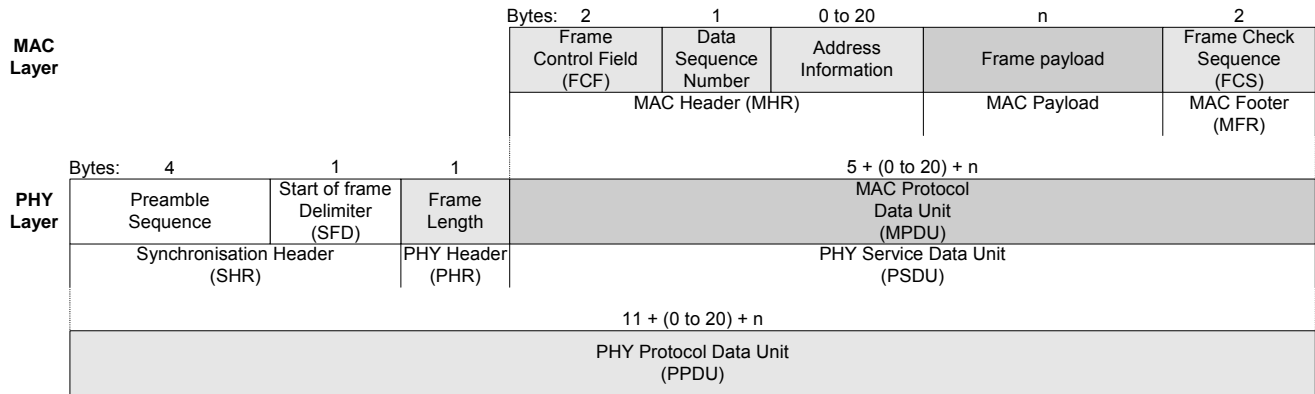 Bytes: 2 1 0 to 20 n 2
MAC
Layer
Frame
Control Field
(FCF)
Data
Sequence
Number
Address
Information
Frame payload
Frame Check
Sequence
(FCS)
MAC Header (MHR)
MAC Payload
MAC Footer
(MFR)
Bytes: 4 1 1 5 + (0 to 20) + n
PHY
Layer
Preamble
Sequence
Start of frame
Delimiter
(SFD)
Frame
Length
MAC Protocol
Data Unit
(MPDU)
Synchronisation Header
(SHR)
PHY Header
(PHR)
PHY Service Data Unit
(PSDU)
11 + (0 to 20) + n
PHY Protocol Data Unit
(PPDU)